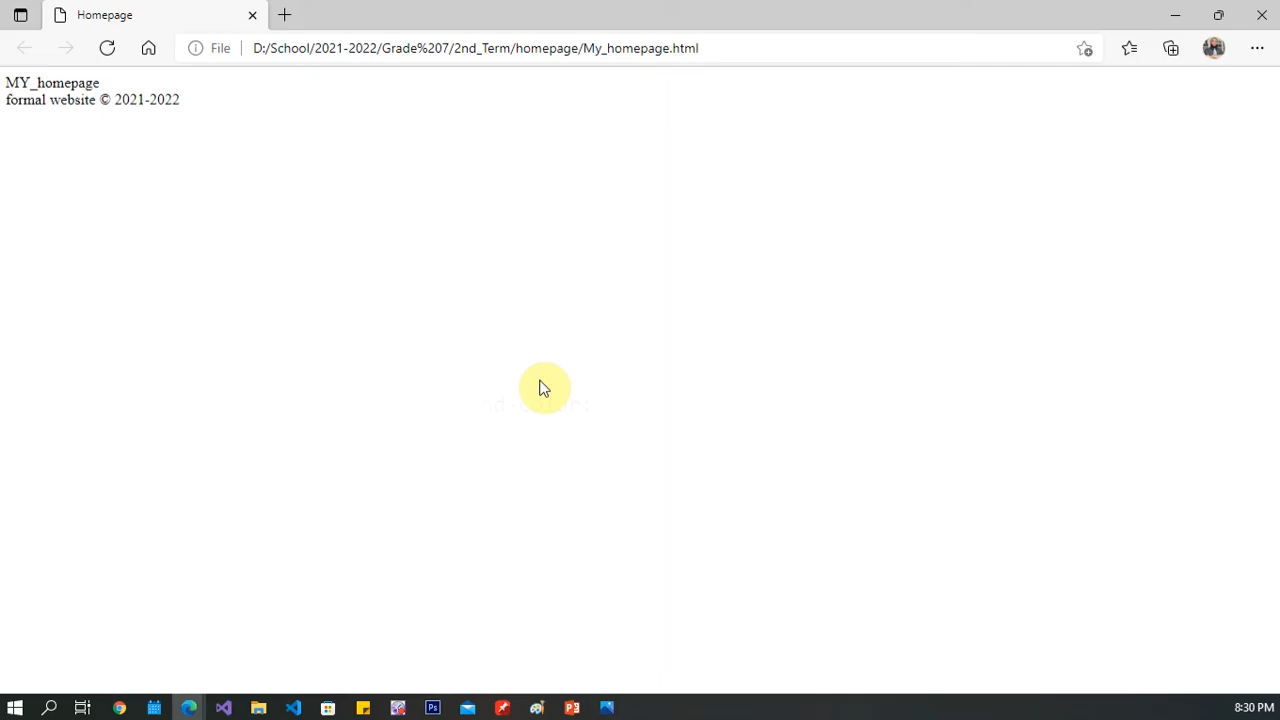 Homepage
File D:/School/2021-2022/Grade%207/2nd_Term/homepage/My_homepage.html
MY_homepage
formal website © 2021-2022
8:30 PM